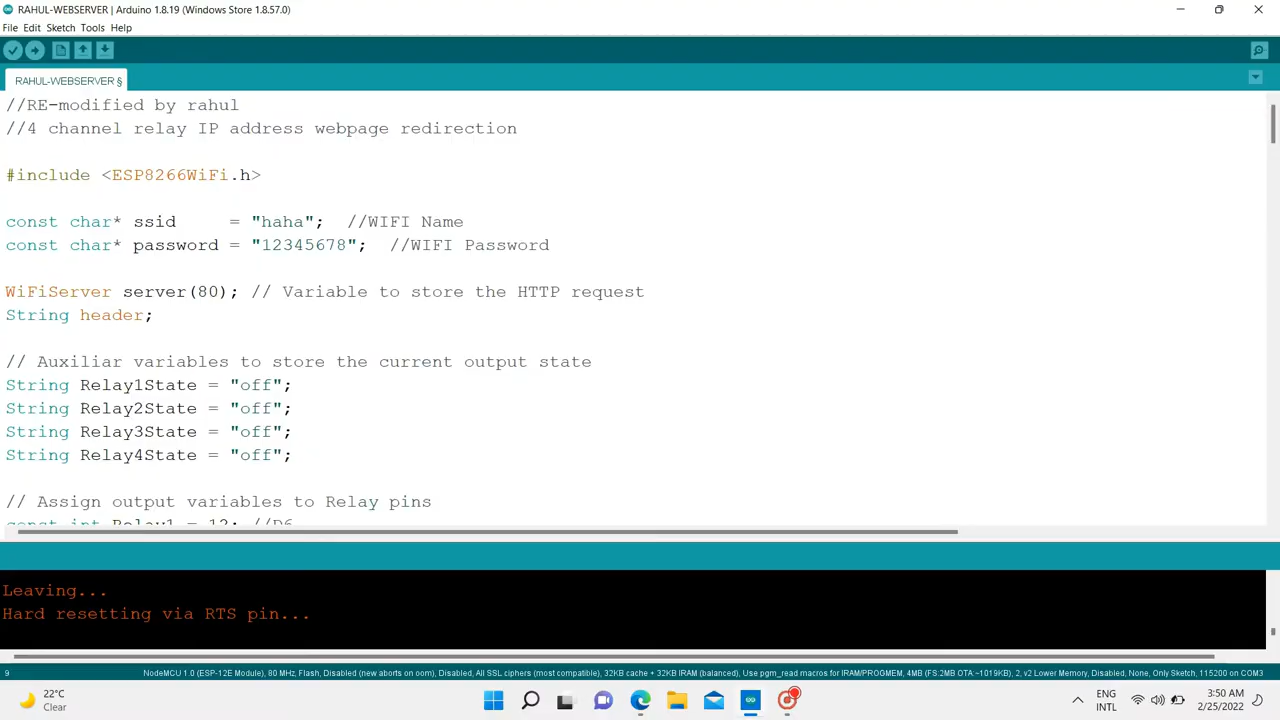 RAHUL-WEBSERVER | Arduino 1.8.19 (Windows Store 1.8.57.0)
File Edit Sketch Tools Help
RAHUL-WEBSERVER §
//RE-modified by rahul
//4 channel relay IP address webpage redirection
#include <ESP8266WiFi.h>
const char* ssid     = "haha";  //WIFI Name
const char* password = "12345678";  //WIFI Password
WiFiServer server(80); // Variable to store the HTTP request
String header;
// Auxiliar variables to store the current output state
String Relay1State = "off";
String Relay2State = "off";
String Relay3State = "off";
String Relay4State = "off";
// Assign output variables to Relay pins
const int Relay1 = 12; //D6
Leaving...
Hard resetting via RTS pin...
9
NodeMCU 1.0 (ESP-12E Module), 80 MHz, Flash, Disabled (new aborts on oom), Disabled, All SSL ciphers (most compatible), 32KB cache + 32KB IRAM (balanced), Use pgm_read macros for IRAM/PROGMEM, 4MB (FS:2MB OTA:~1019KB), 2, v2 Lower Memory, Disabled, None, Only Sketch, 115200 on COM3
22°C
Clear
ENG
INTL
3:50 AM
2/25/2022